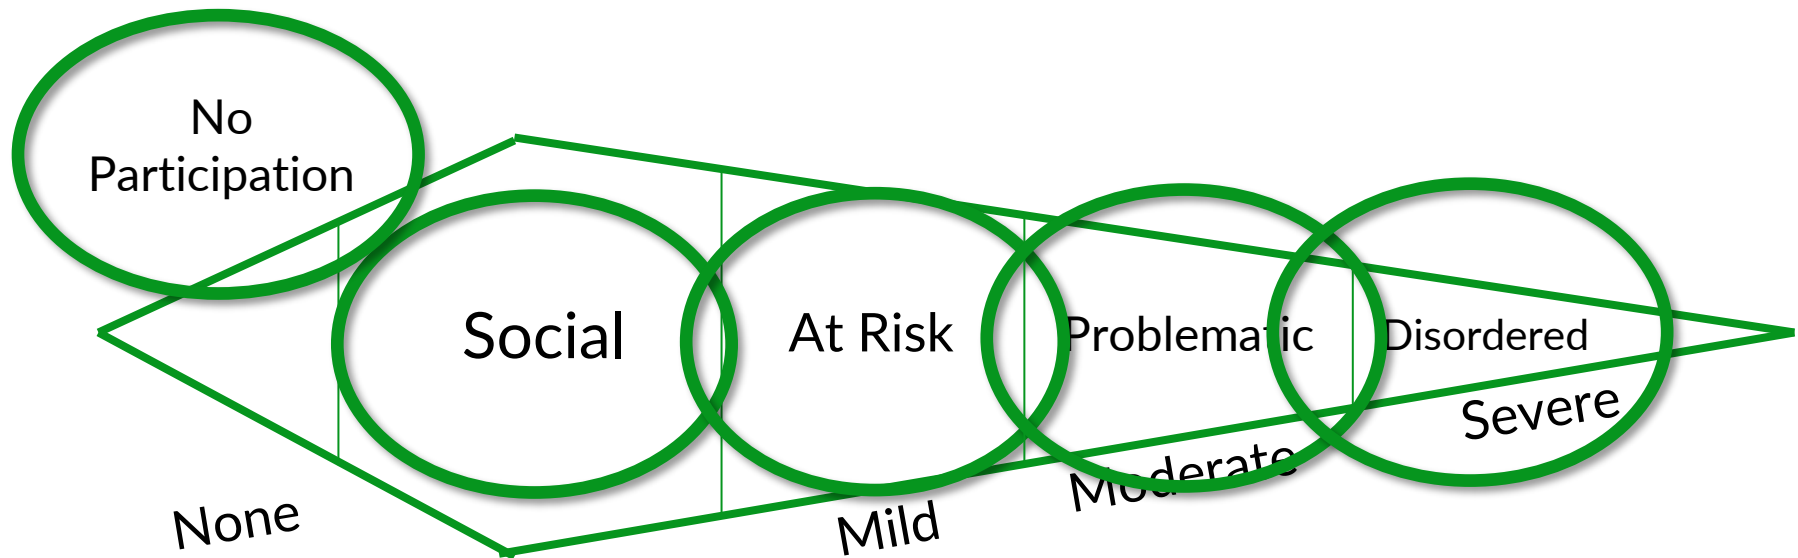 No
Participation
Social
At Risk
Problematic
Disordered
None
Mild
Moderate
Severe